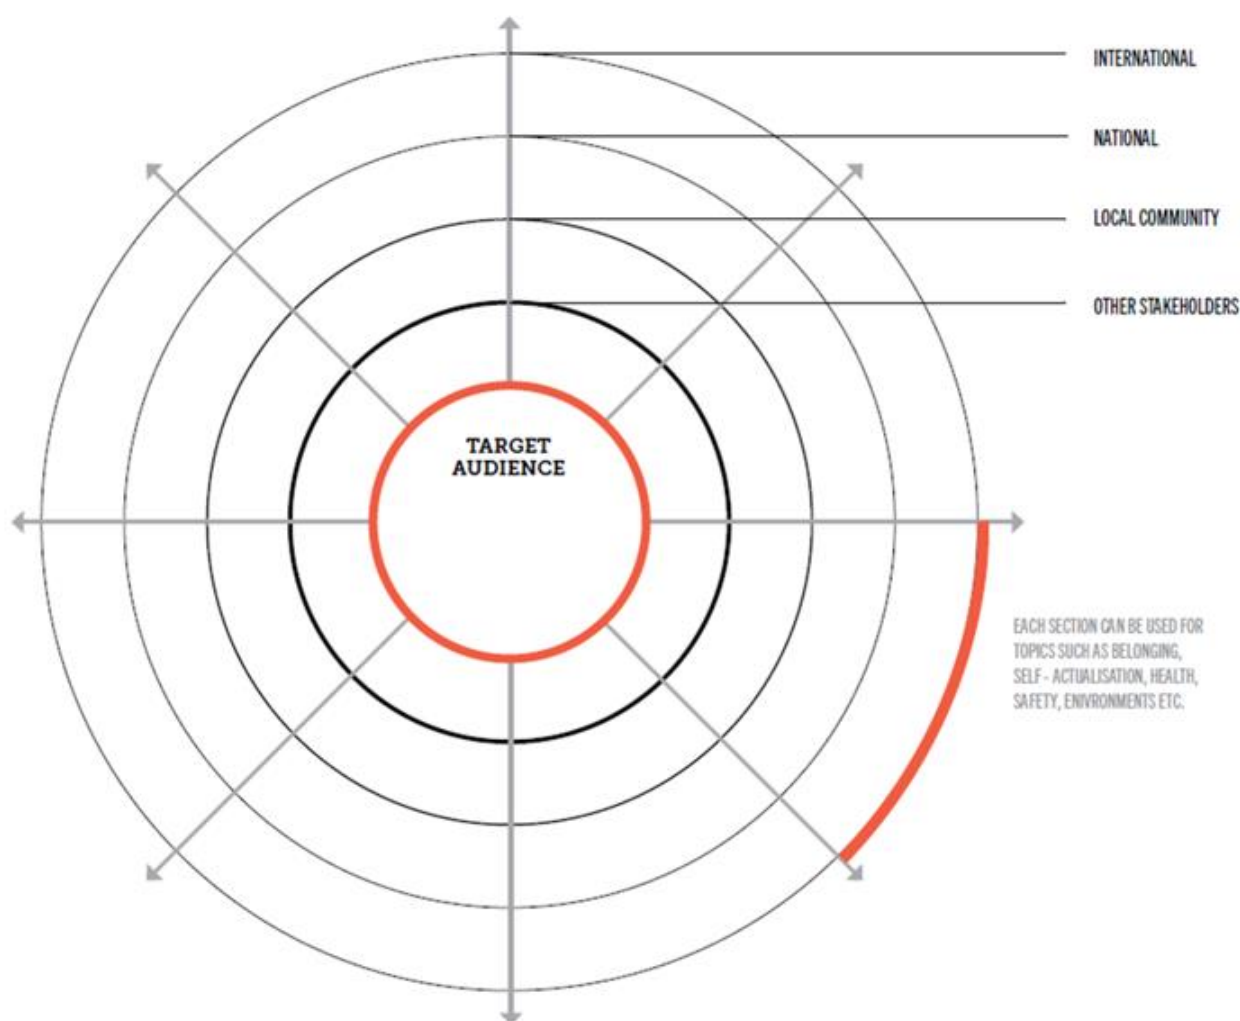 INTERNATIONAL
NATIONAL
LOCAL COMMUNITY
OTHER STAKEHOLDERS
TARGET
AUDIENCE
EACH SECTION CAN BE USED FOR
TOPICS SUCH AS BELONGING,
SELF - ACTUALISATION, HEALTH,
SAFETY, ENIVRONMENTS ETC.